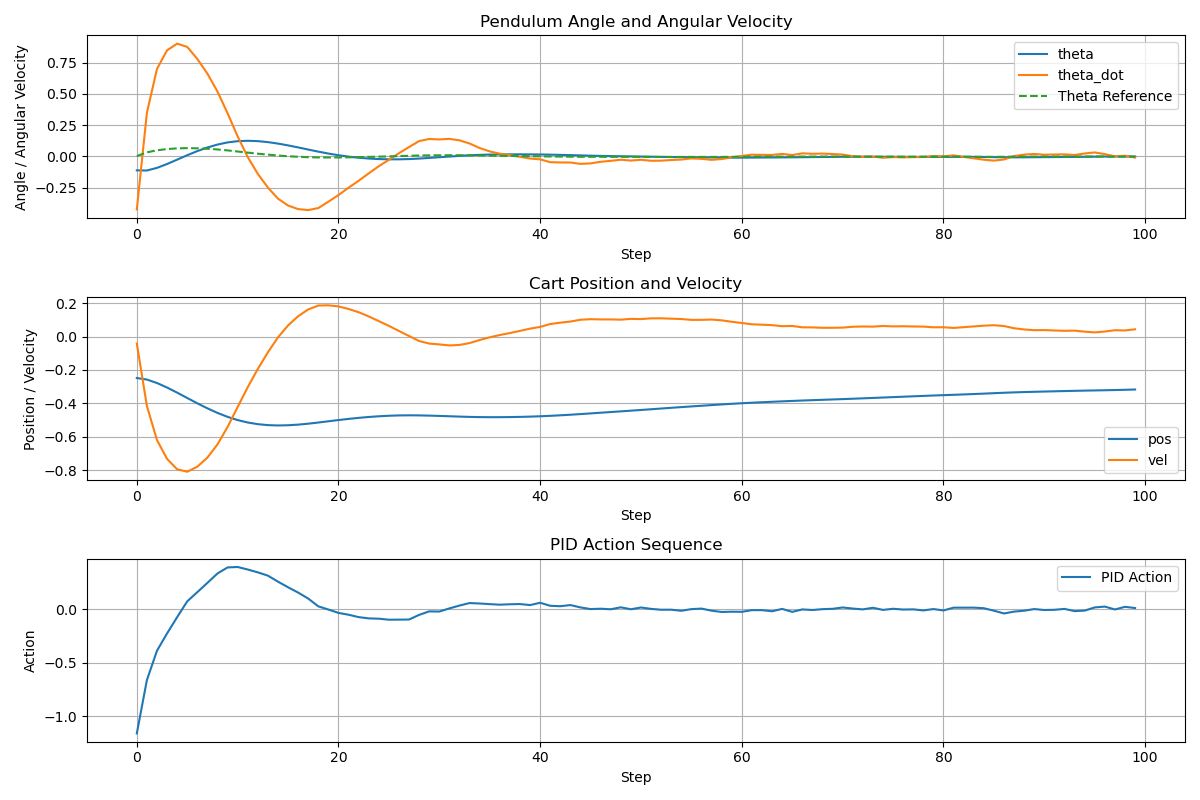 Pendulum Angle and Angular Velocity
Angle / Angular Velocity
0.75
0.50
0.25
0.00
−0.25
theta
theta_dot
Theta Reference
0 20 40 60 80 100
Step
Cart Position and Velocity
Position / Velocity
0.2
0.0
−0.2
−0.4
−0.6
−0.8
pos
vel
0 20 40 60 80 100
Step
PID Action Sequence
Action
0.0
−0.5
−1.0
PID Action
0 20 40 60 80 100
Step